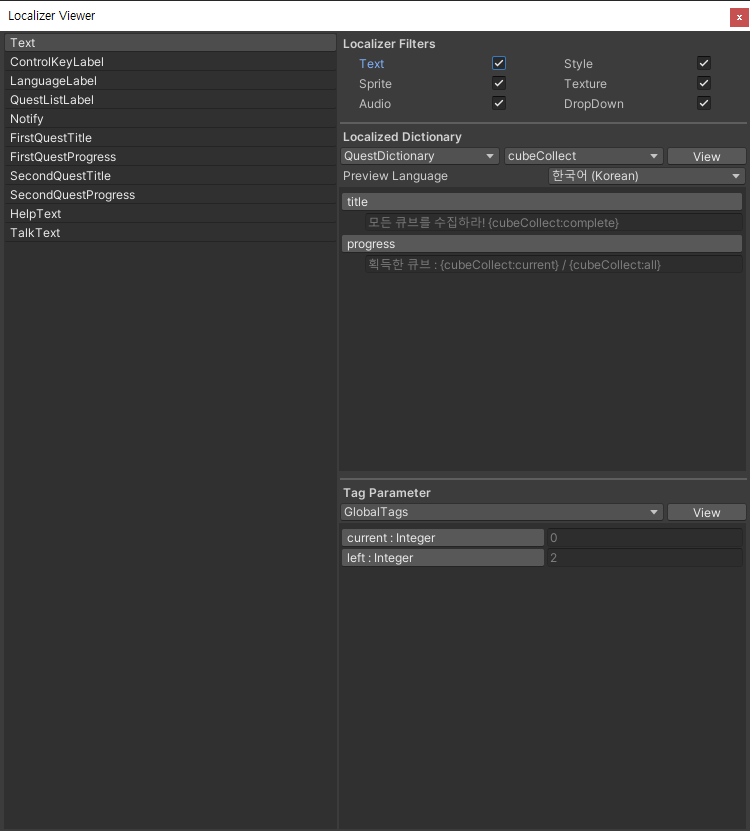 Localizer Viewer
x
Text
ControlKeyLabel
LanguageLabel
QuestListLabel
Notify
FirstQuestTitle
FirstQuestProgress
SecondQuestTitle
SecondQuestProgress
HelpText
TalkText
Localizer Filters
Text Style
Sprite Texture
Audio DropDown
Localized Dictionary
QuestDictionary cubeCollect View
Preview Language 한국어 (Korean)
title
모든 큐브를 수집하라! {cubeCollect:complete}
progress
획득한 큐브 : {cubeCollect:current} / {cubeCollect:all}
Tag Parameter
GlobalTags View
current : Integer 0
left : Integer 2